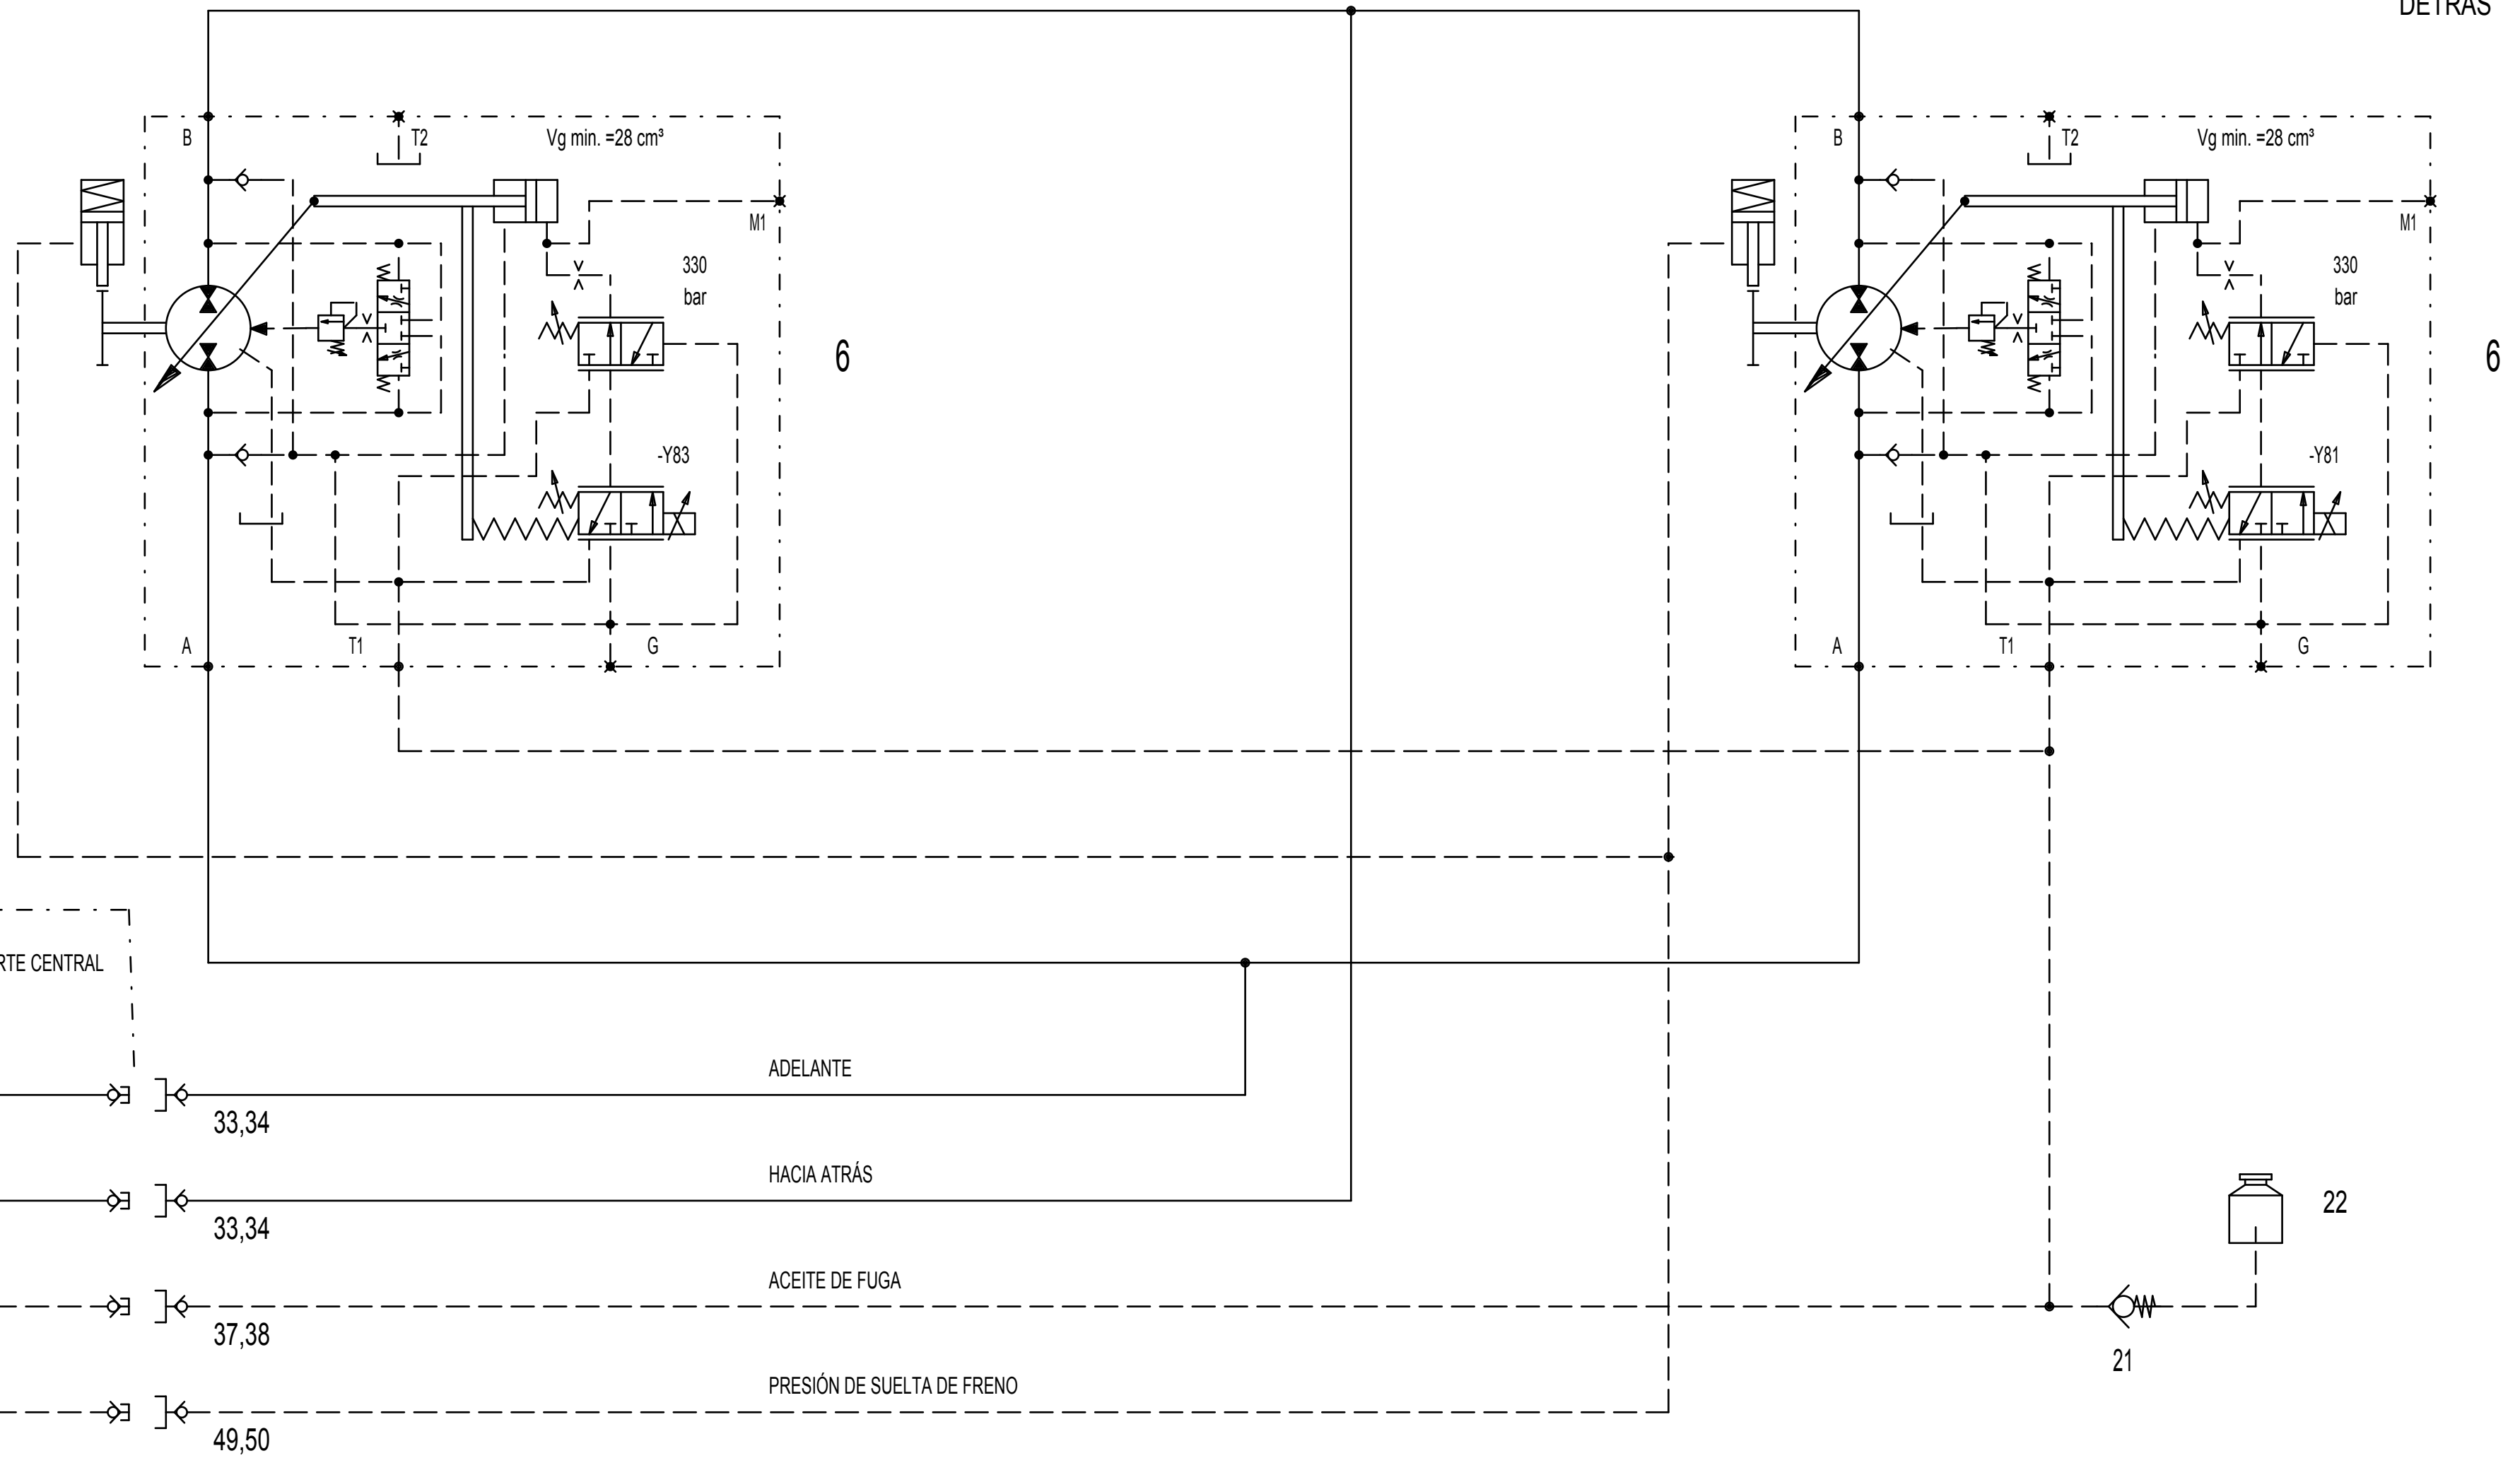 DETRÁS
B
T2
Vg min. =28 cm³
M1
330
bar
6
-Y83
A
T1
G
B
T2
Vg min. =28 cm³
M1
330
bar
6
-Y81
A
T1
G
RTE CENTRAL
ADELANTE
33,34
HACIA ATRÁS
33,34
22
ACEITE DE FUGA
37,38
21
PRESIÓN DE SUELTA DE FRENO
49,50